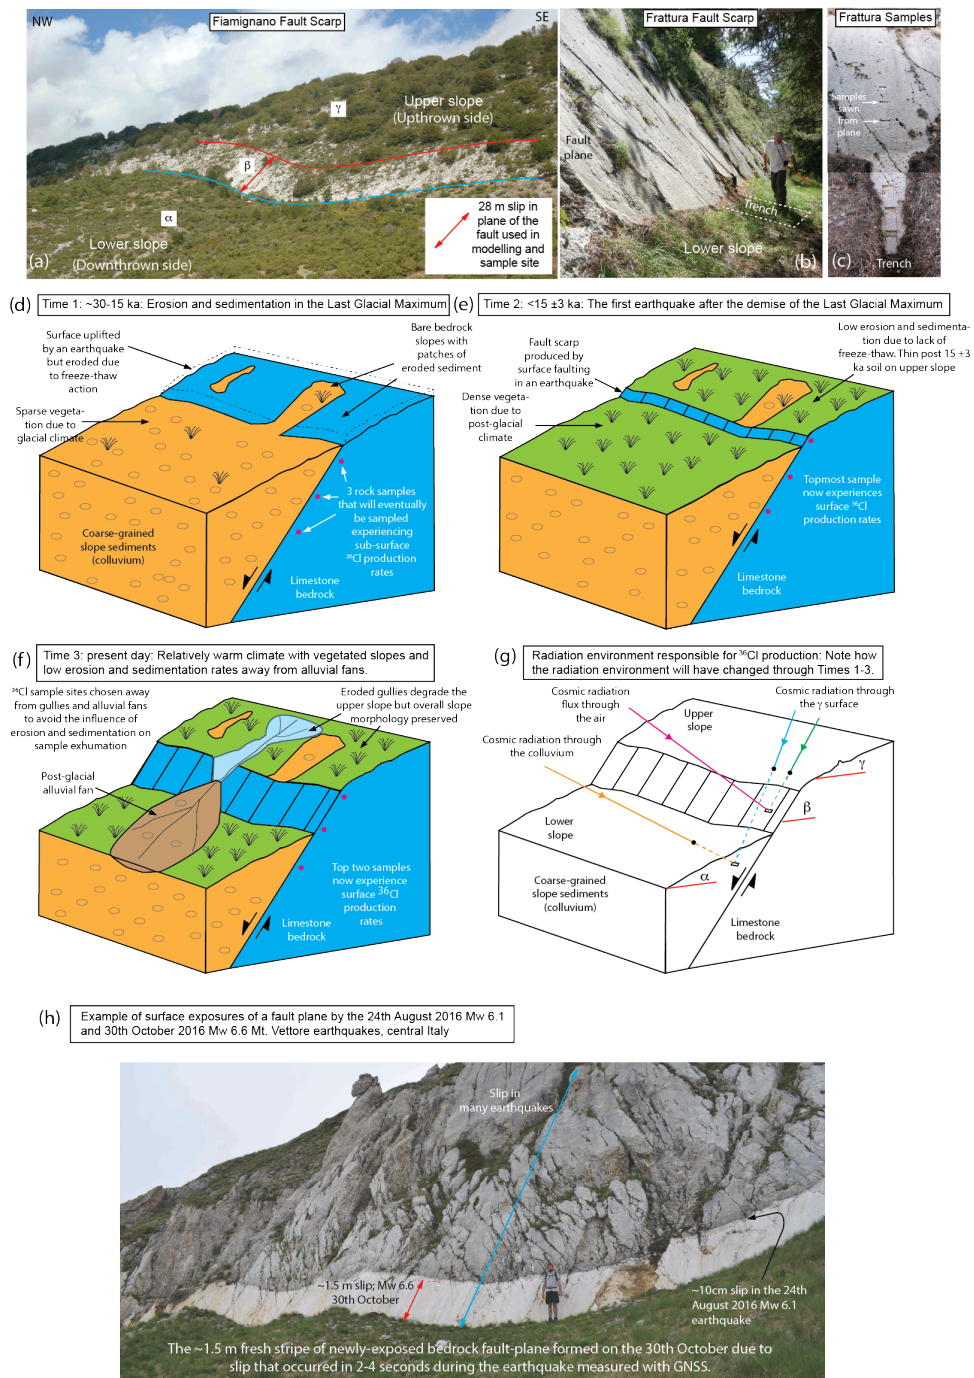 Fiamignano Fault Scarp
NW
SE
γ
Upper slope
(Upthrown side)
β
α
Lower slope
(Downthrown side)
(a)
28 m slip in
plane of the
fault used in
modelling and
sample site
Frattura Fault Scarp
Fault
plane
Trench
Lower slope
(b)
Frattura Samples
Samples
sawn
from
plane
(c)
Trench
(d)
Time 1: ~30-15 ka: Erosion and sedimentation in the Last Glacial Maximum
Surface uplifted
by an earthquake
but eroded due
to freeze-thaw
action
Bare bedrock
slopes with
patches of
eroded sediment
Sparse vegeta-
tion due to
glacial climate
3 rock samples
that will eventually
be sampled
experiencing
sub-surface
³⁶Cl production
rates
Coarse-grained
slope sediments
(colluvium)
Limestone
bedrock
(e)
Time 2: <15 ±3 ka: The first earthquake after the demise of the Last Glacial Maximum
Low erosion and sedimenta-
tion due to lack of
freeze-thaw. Thin post 15 ±3
ka soil on upper slope
Fault scarp
produced by
surface faulting
in an earthquake
Dense vegeta-
tion due to
post-glacial
climate
Topmost sample
now experiences
surface ³⁶Cl
production rates
Limestone
bedrock
(f)
Time 3: present day: Relatively warm climate with vegetated slopes and
low erosion and sedimentation rates away from alluvial fans.
³⁶Cl sample sites chosen away
from gullies and alluvial fans
to avoid the influence of
erosion and sedimentation on
sample exhumation
Eroded gullies degrade the
upper slope but overall slope
morphology preserved
Post-glacial
alluvial fan
Top two samples
now experience
surface ³⁶Cl
production
rates
Limestone
bedrock
(g)
Radiation environment responsible for ³⁶Cl production: Note how
the radiation environment will have changed through Times 1-3.
Cosmic radiation
flux through
the air
Cosmic radiation through
the γ surface
Upper
slope
Cosmic radiation through
the colluvium
γ
β
Lower
slope
α
Coarse-grained
slope sediments
(colluvium)
Limestone
bedrock
(h)
Example of surface exposures of a fault plane by the 24th August 2016 Mw 6.1
and 30th October 2016 Mw 6.6 Mt. Vettore earthquakes, central Italy
Slip in
many earthquakes
~1.5 m slip; Mw 6.6
30th October
~10cm slip in the 24th
August 2016 Mw 6.1
earthquake
The ~1.5 m fresh stripe of newly-exposed bedrock fault-plane formed on the 30th October due to
slip that occurred in 2-4 seconds during the earthquake measured with GNSS.